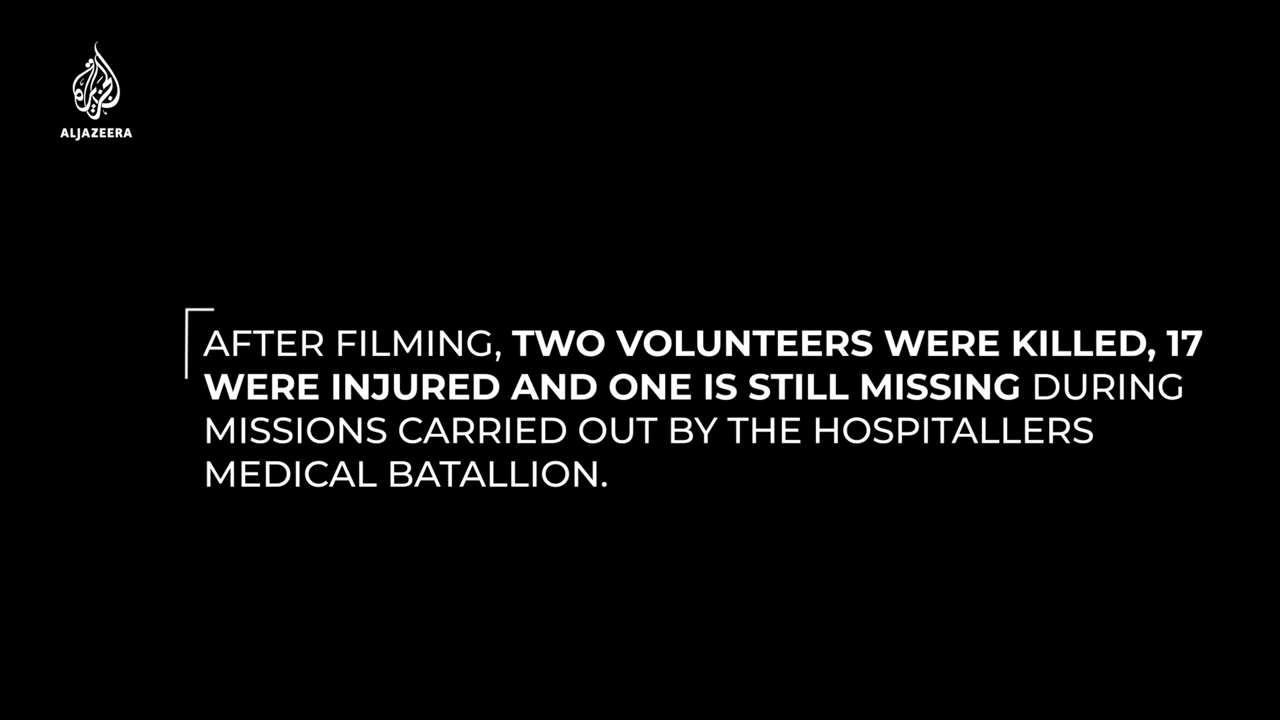 ALJAZEERA
AFTER FILMING, TWO VOLUNTEERS WERE KILLED, 17
WERE INJURED AND ONE IS STILL MISSING DURING
MISSIONS CARRIED OUT BY THE HOSPITALLERS
MEDICAL BATALLION.